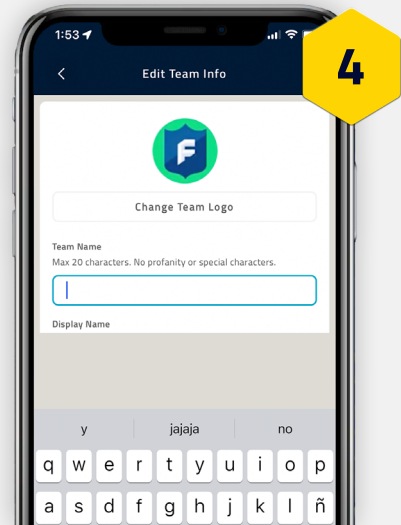 1:53
4
Edit Team Info
F
Change Team Logo
Team Name
Max 20 characters. No profanity or special characters.
Display Name
y jajaja no
q w e r t y u i o p
a s d f g h j k l ñ